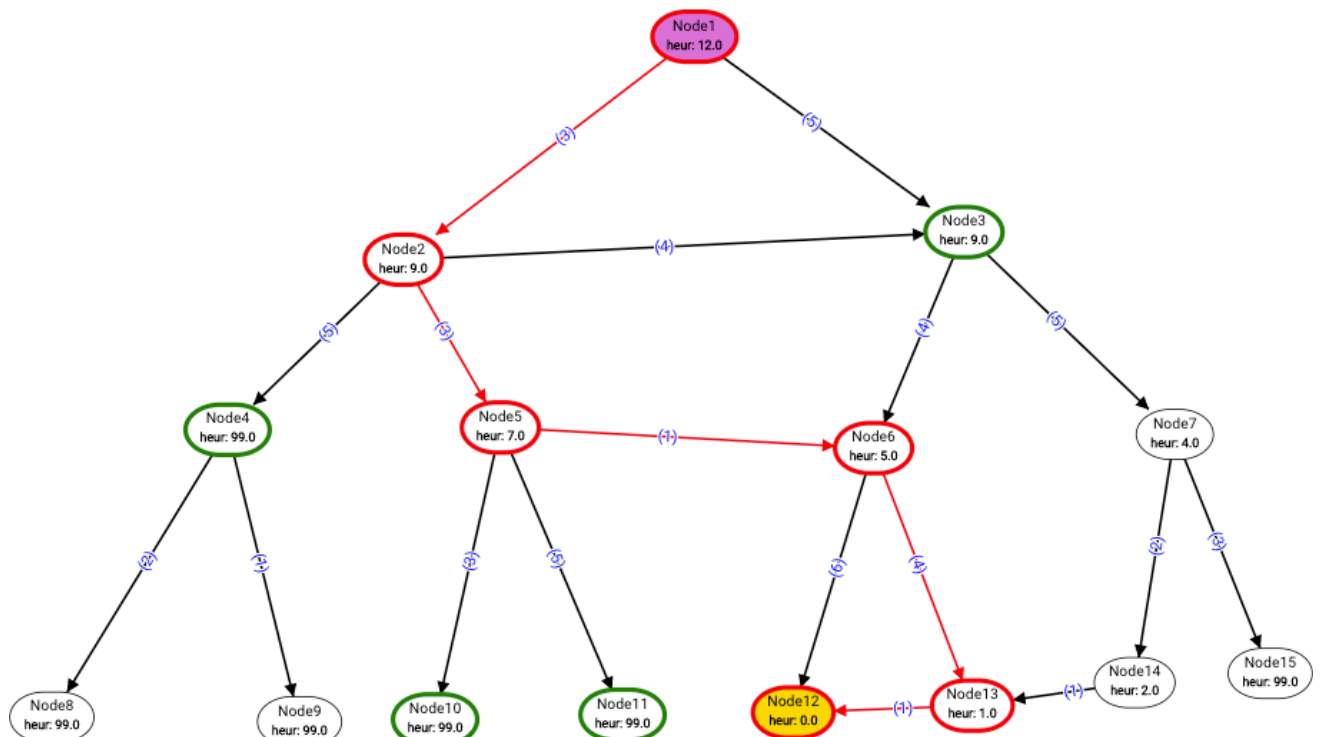 Node1
heur: 12.0
(3)
(5)
Node2
heur: 9.0
(4)
Node3
heur: 9.0
(5)
(3)
(4)
(5)
Node4
heur: 99.0
Node5
heur: 7.0
(1)
Node6
heur: 5.0
Node7
heur: 4.0
(2)
(1)
(3)
(5)
(6)
(4)
(2)
(3)
Node8
heur: 99.0
Node9
heur: 99.0
Node10
heur: 99.0
Node11
heur: 99.0
Node12
heur: 0.0
(1)
Node13
heur: 1.0
(1)
Node14
heur: 2.0
Node15
heur: 99.0